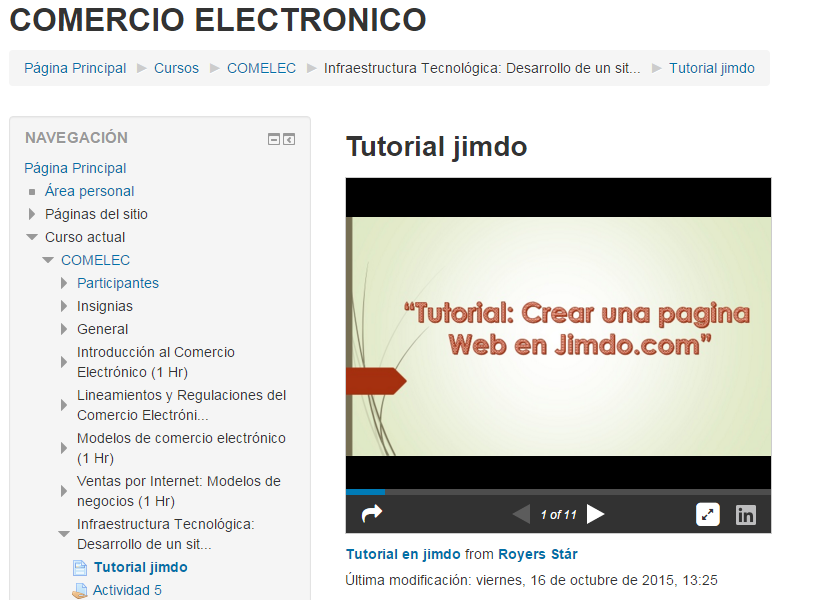 COMERCIO ELECTRONICO
Página Principal
Cursos
COMELEC
Infraestructura Tecnológica: Desarrollo de un sit...
Tutorial jimdo
NAVEGACIÓN
Página Principal
Área personal
Páginas del sitio
Curso actual
COMELEC
Participantes
Insignias
General
Introducción al Comercio
Electrónico (1 Hr)
Lineamientos y Regulaciones del
Comercio Electróni...
Modelos de comercio electrónico
(1 Hr)
Ventas por Internet: Modelos de
negocios (1 Hr)
Infraestructura Tecnológica:
Desarrollo de un sit...
Tutorial jimdo
Actividad 5
Tutorial jimdo
“Tutorial: Crear una pagina
Web en Jimdo.com”
1 of 11
in
Tutorial en jimdo from Royers Stár
Última modificación: viernes, 16 de octubre de 2015, 13:25